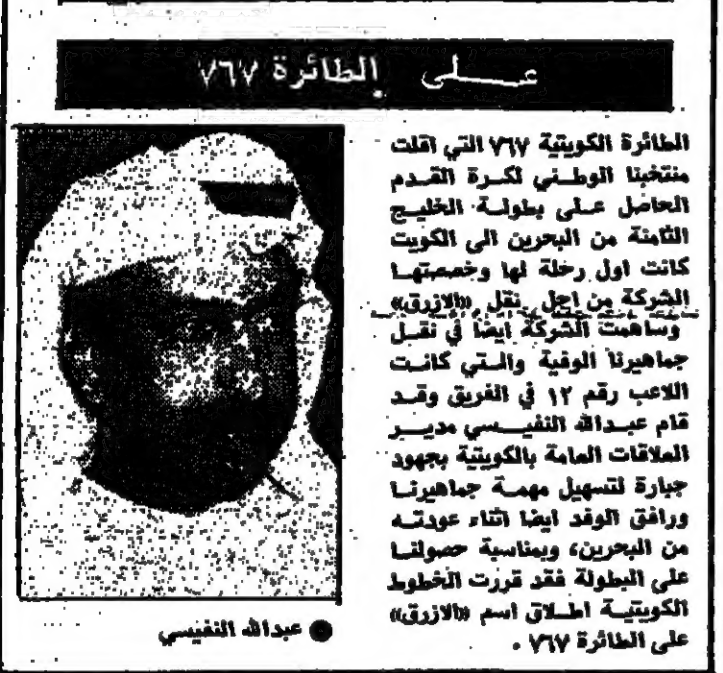 على الطائرة ٧٦٧
الطائرة الكويتية ٧٦٧ التي اقلت
منتخبنا الوطني لكرة القدم
الحاصل على بطولة الخليج
الثامنة من البحرين الى الكويت
كانت اول رحلة لها وخصصتها
الشركة من اجل نقل «الازرق»
وساهمت الشركة ايضا في نقل
جماهيرنا الوفية والتي كانت
اللاعب رقم ١٢ في الفريق وقد
قام عبدالله النفيسي مدير
العلاقات العامة بالكويتية بجهود
جبارة لتسهيل مهمة جماهيرنا
ورافق الوفد ايضا اثناء عودته
من البحرين، وبمناسبة حصولنا
على البطولة فقد قررت الخطوط
الكويتية اطلاق اسم «الازرق»
على الطائرة ٧٦٧ .
عبدالله النفيسي